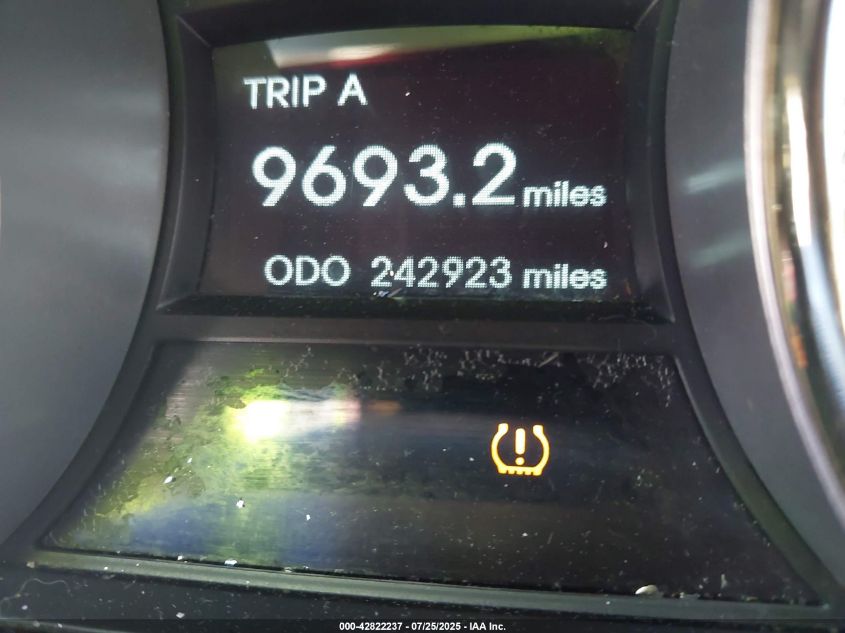 TRIP A
9693.2 miles
ODO 242923 miles
000-42822237 - 07/25/2025 - IAA Inc.